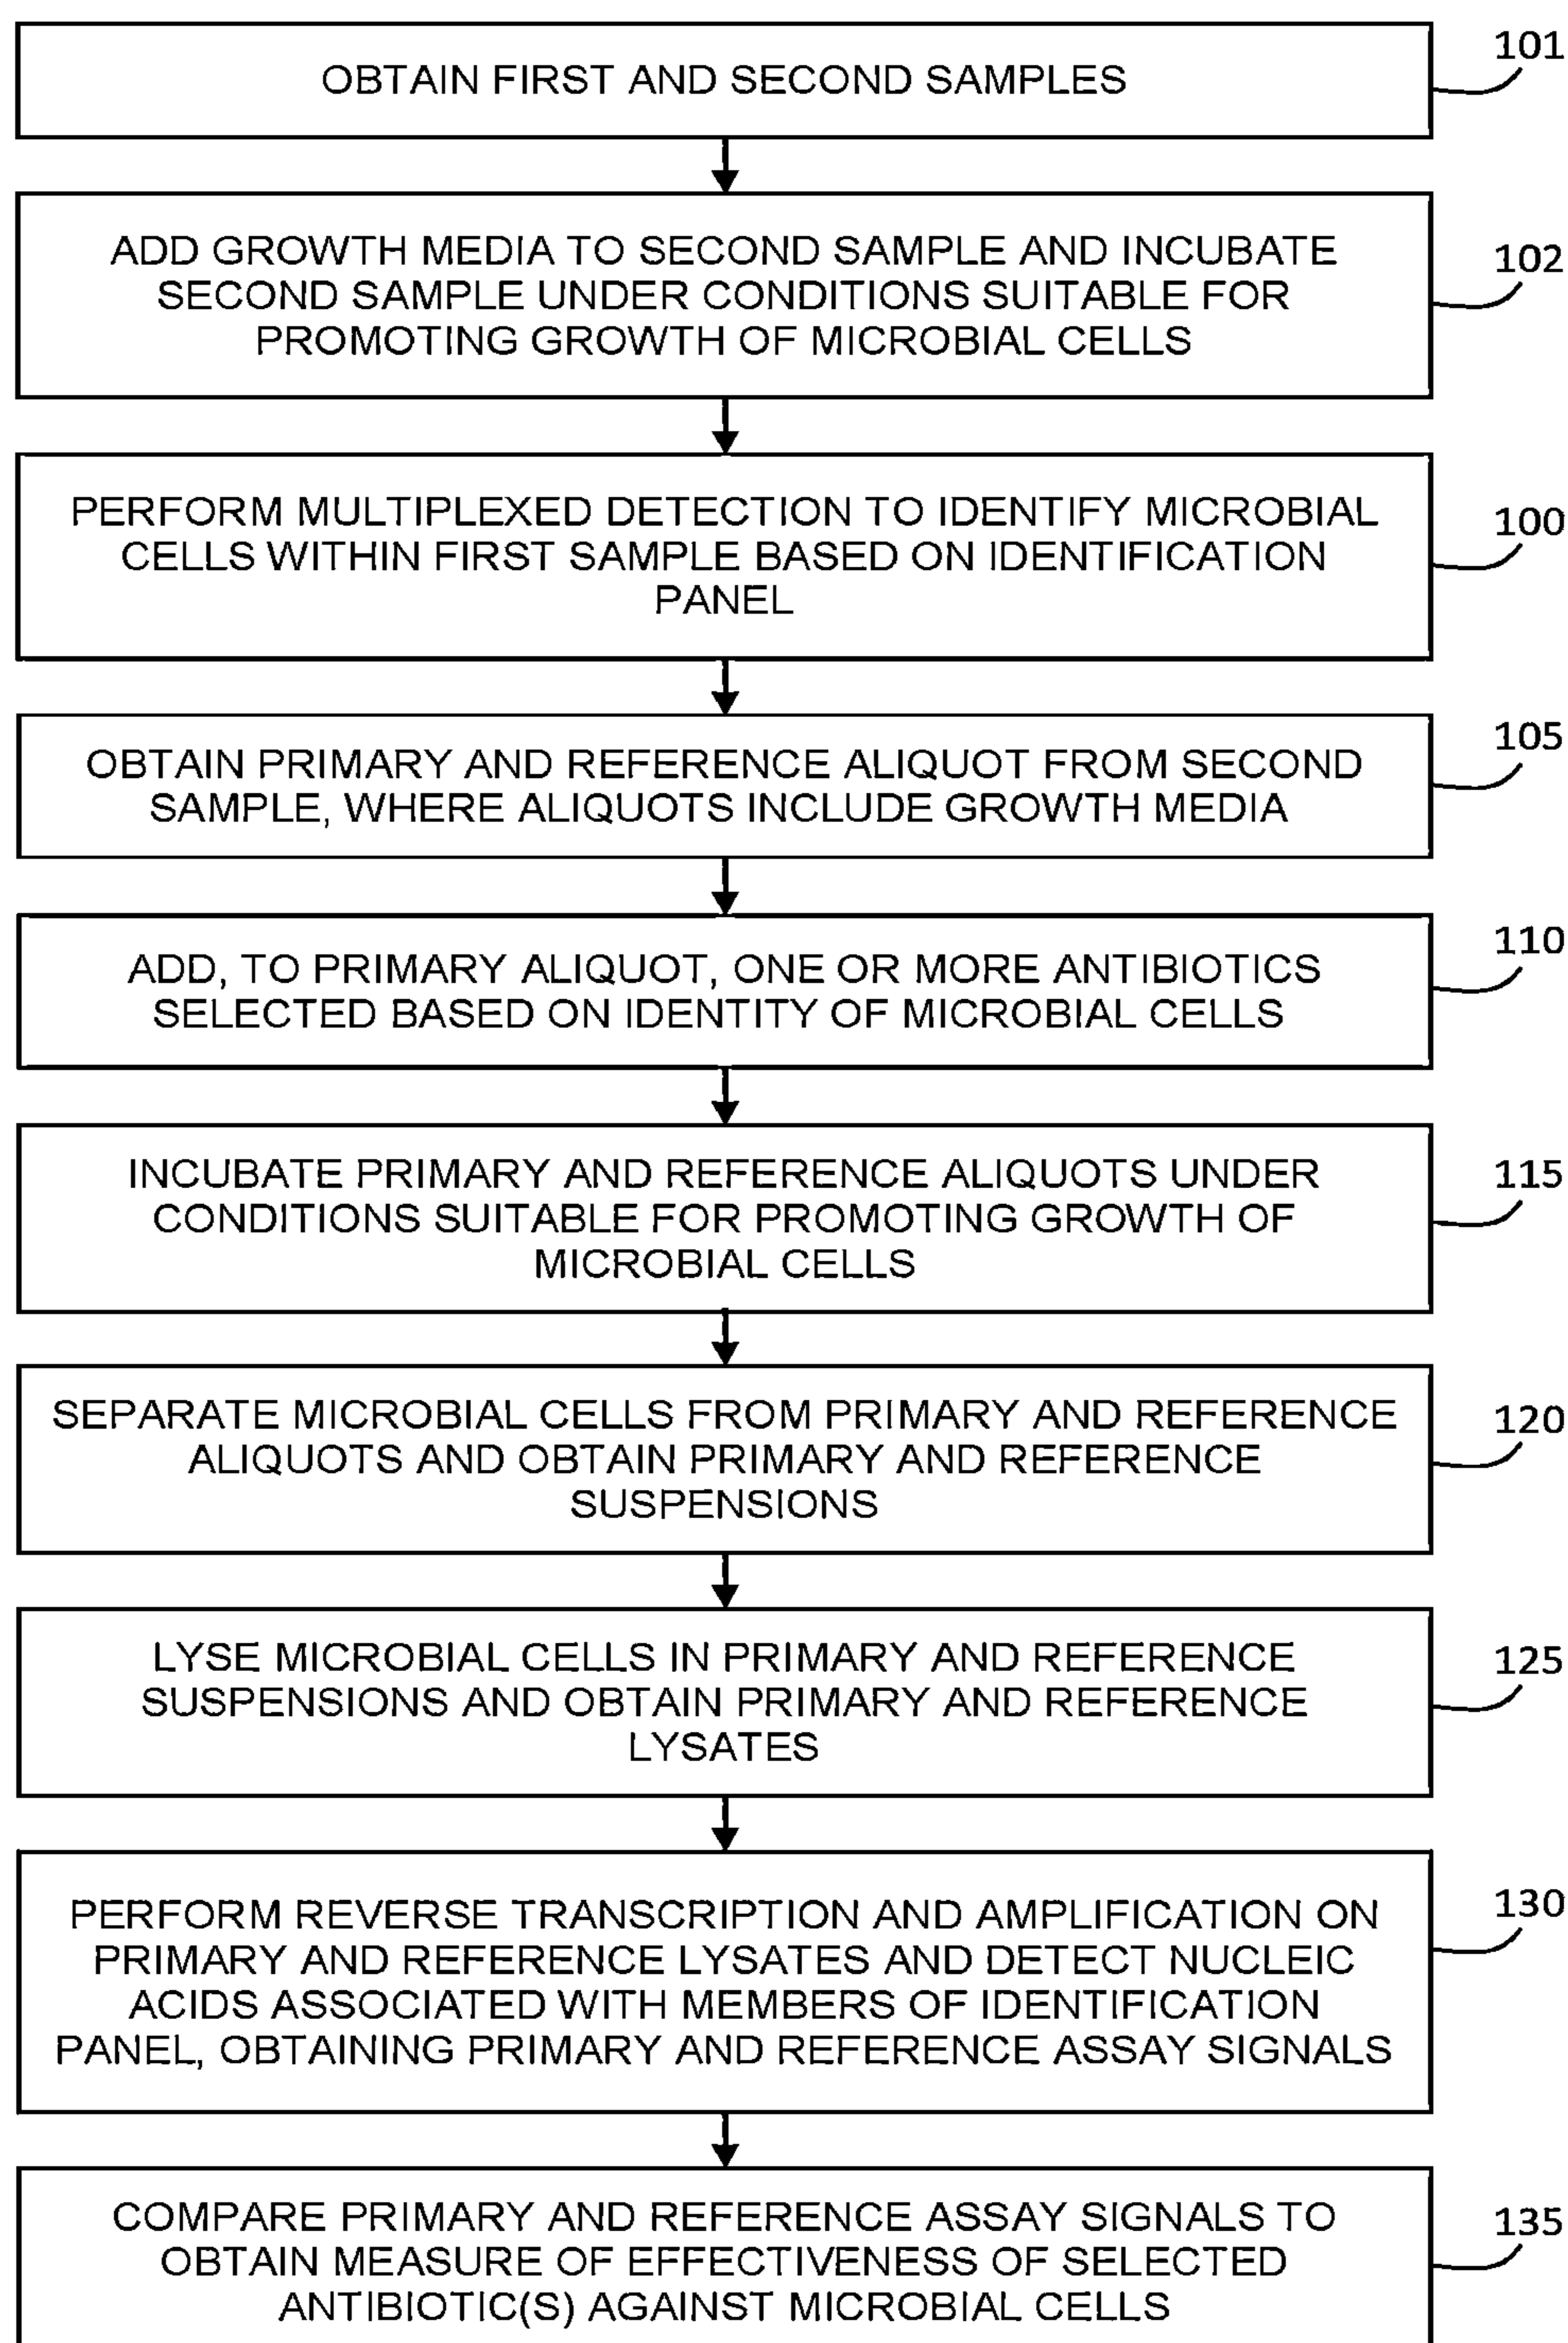 OBTAIN FIRST AND SECOND SAMPLES
101
ADD GROWTH MEDIA TO SECOND SAMPLE AND INCUBATE
SECOND SAMPLE UNDER CONDITIONS SUITABLE FOR
PROMOTING GROWTH OF MICROBIAL CELLS
102
PERFORM MULTIPLEXED DETECTION TO IDENTIFY MICROBIAL
CELLS WITHIN FIRST SAMPLE BASED ON IDENTIFICATION
PANEL
100
OBTAIN PRIMARY AND REFERENCE ALIQUOT FROM SECOND
SAMPLE, WHERE ALIQUOTS INCLUDE GROWTH MEDIA
105
ADD, TO PRIMARY ALIQUOT, ONE OR MORE ANTIBIOTICS
SELECTED BASED ON IDENTITY OF MICROBIAL CELLS
110
INCUBATE PRIMARY AND REFERENCE ALIQUOTS UNDER
CONDITIONS SUITABLE FOR PROMOTING GROWTH OF
MICROBIAL CELLS
115
SEPARATE MICROBIAL CELLS FROM PRIMARY AND REFERENCE
ALIQUOTS AND OBTAIN PRIMARY AND REFERENCE
SUSPENSIONS
120
LYSE MICROBIAL CELLS IN PRIMARY AND REFERENCE
SUSPENSIONS AND OBTAIN PRIMARY AND REFERENCE
LYSATES
125
PERFORM REVERSE TRANSCRIPTION AND AMPLIFICATION ON
PRIMARY AND REFERENCE LYSATES AND DETECT NUCLEIC
ACIDS ASSOCIATED WITH MEMBERS OF IDENTIFICATION
PANEL, OBTAINING PRIMARY AND REFERENCE ASSAY SIGNALS
130
COMPARE PRIMARY AND REFERENCE ASSAY SIGNALS TO
OBTAIN MEASURE OF EFFECTIVENESS OF SELECTED
ANTIBIOTIC(S) AGAINST MICROBIAL CELLS
135